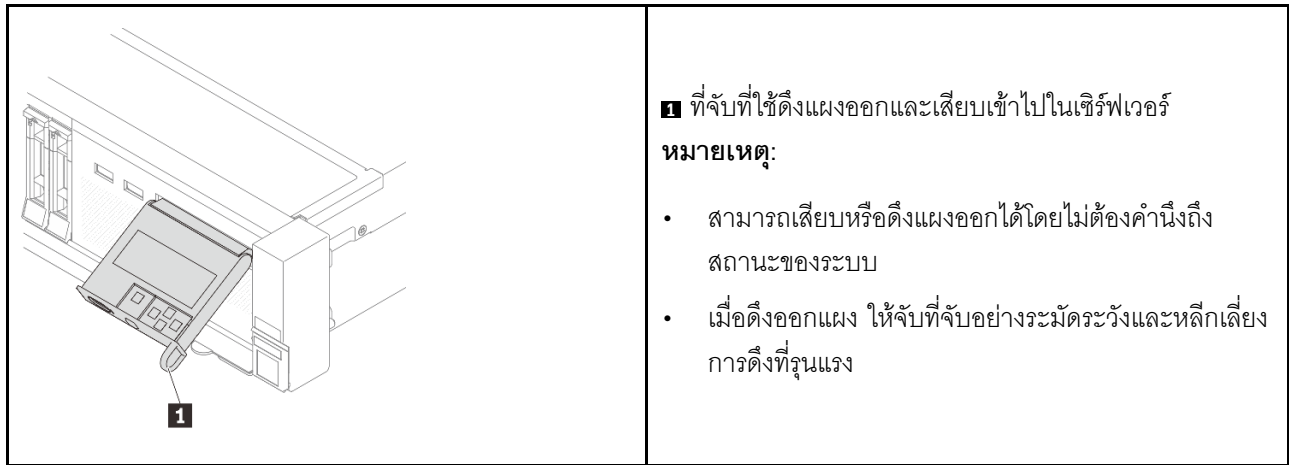 1
1 ที่จับที่ใช้ดึงแผงออกและเสียบเข้าไปในเซิร์ฟเวอร์
หมายเหตุ:
• สามารถเสียบหรือดึงแผงออกได้โดยไม่ต้องคำนึงถึง
สถานะของระบบ
• เมื่อดึงออกแผง ให้จับที่จับอย่างระมัดระวังและหลีกเลี่ยง
การดึงที่รุนแรง